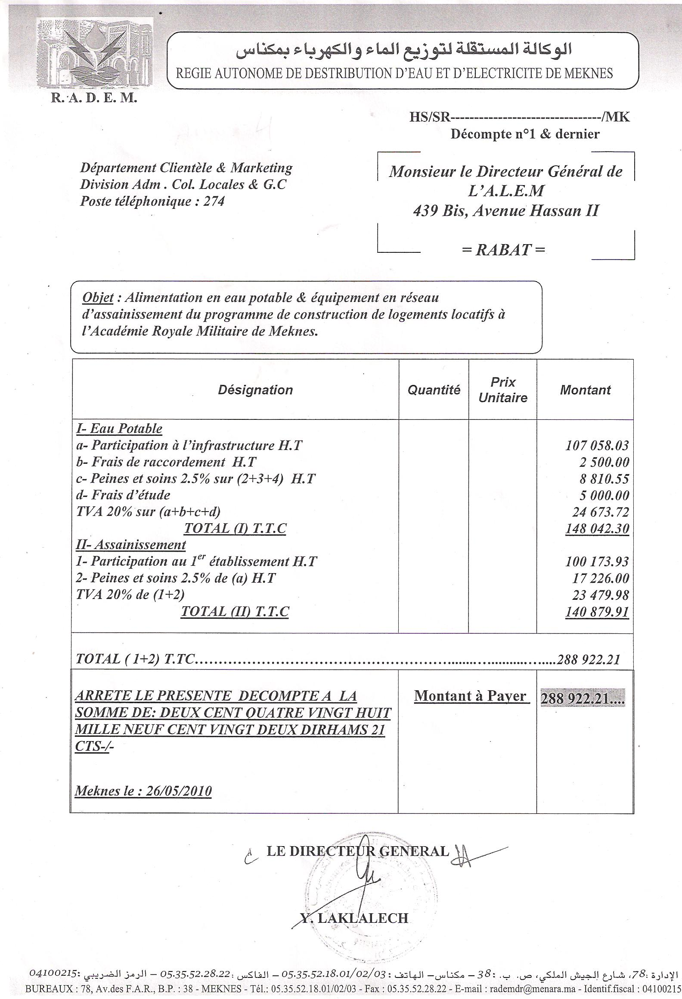 الوكالة المستقلة لتوزيع الماء والكهرباء بمكناس
REGIE AUTONOME DE DESTRIBUTION D'EAU ET D'ELECTRICITE DE MEKNES
R. A. D. E. M.
HS/SR--------------------------------/MK
Décompte n°1 & dernier
Département Clientèle & Marketing
Division Adm . Col. Locales & G.C
Poste téléphonique : 274
Monsieur le Directeur Général de
L'A.L.E.M
439 Bis, Avenue Hassan II
= RABAT =
Objet : Alimentation en eau potable & équipement en réseau
d'assainissement du programme de construction de logements locatifs à
l'Académie Royale Militaire de Meknes.
Désignation Quantité Prix Unitaire Montant
I- Eau Potable
a- Participation à l'infrastructure H.T 107 058.03
b- Frais de raccordement H.T 2 500.00
c- Peines et soins 2.5% sur (2+3+4) H.T 8 810.55
d- Frais d'étude 5 000.00
TVA 20% sur (a+b+c+d) 24 673.72
TOTAL (I) T.T.C 148 042.30
II- Assainissement
1- Participation au 1er établissement H.T 100 173.93
2- Peines et soins 2.5% de (a) H.T 17 226.00
TVA 20% de (1+2) 23 479.98
TOTAL (II) T.T.C 140 879.91
TOTAL ( 1+2) T.TC..........................................................................288 922.21
ARRETE LE PRESENTE DECOMPTE A LA
SOMME DE: DEUX CENT QUATRE VINGT HUIT
MILLE NEUF CENT VINGT DEUX DIRHAMS 21
CTS-/-
Montant à Payer 288 922.21....
Meknes le : 26/05/2010
LE DIRECTEUR GENERAL
Y. LAKLALECH
الإدارة :78، شارع الجيش الملكي، ص. ب. :38 – مكناس– الهاتف : 05.35.52.18.01/02/03 – الفاكس : 05.35.52.28.22 – الرمز الضريبي :04100215
BUREAUX : 78, Av.des F.A.R., B.P. : 38 - MEKNES - Tél.: 05.35.52.18.01/02/03 - Fax : 05.35.52.28.22 - E-mail : rademdr@menara.ma - Identif.fiscal : 04100215